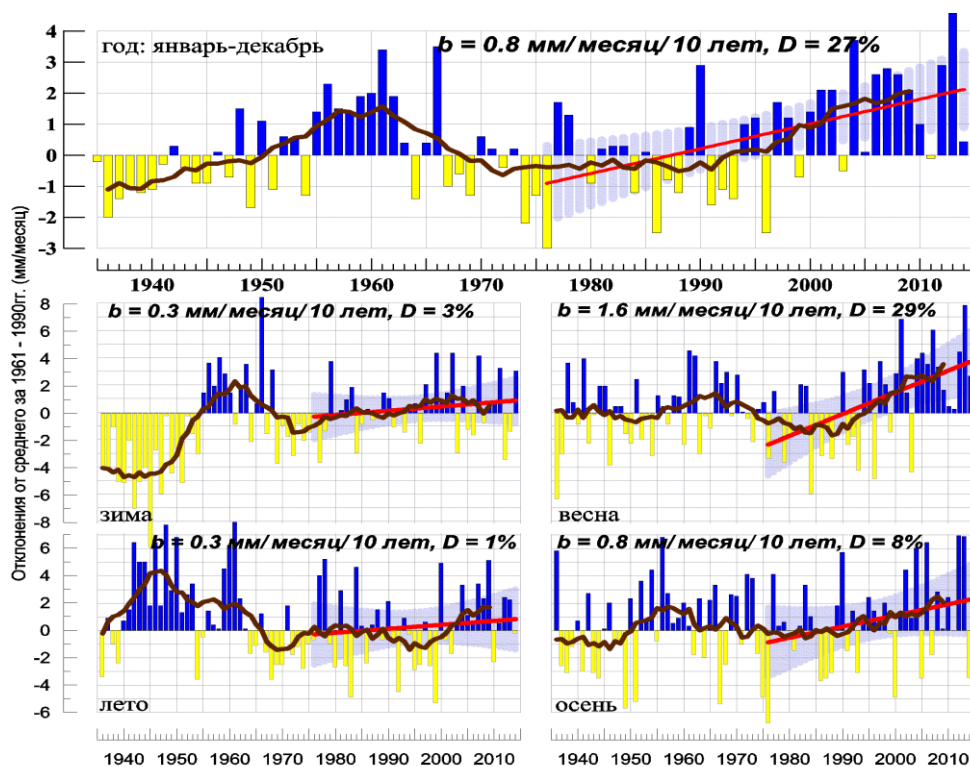 год: январь-декабрь
b = 0.8 мм/месяц/10 лет, D = 27%
4
3
2
1
0
-1
-2
-3
1940 1950 1960 1970 1980 1990 2000 2010
Отклонения от среднего за 1961 - 1990гг. (мм/месяц)
b = 0.3 мм/месяц/10 лет, D = 3%
b = 1.6 мм/месяц/10 лет, D = 29%
8
6
4
2
0
-2
-4
-6
-8
зима
весна
b = 0.3 мм/месяц/10 лет, D = 1%
b = 0.8 мм/месяц/10 лет, D = 8%
6
4
2
0
-2
-4
-6
лето
осень
1940 1950 1960 1970 1980 1990 2000 2010
1940 1950 1960 1970 1980 1990 2000 2010